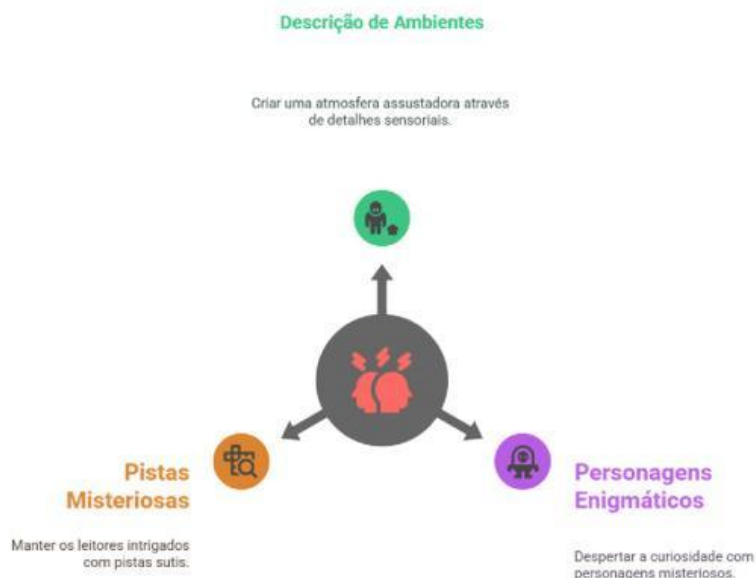 Descrição de Ambientes
Criar uma atmosfera assustadora através
de detalhes sensoriais.
Pistas
Misteriosas
Manter os leitores intrigados
com pistas sutis.
Personagens
Enigmáticos
Despertar a curiosidade com
personagens misteriosos.